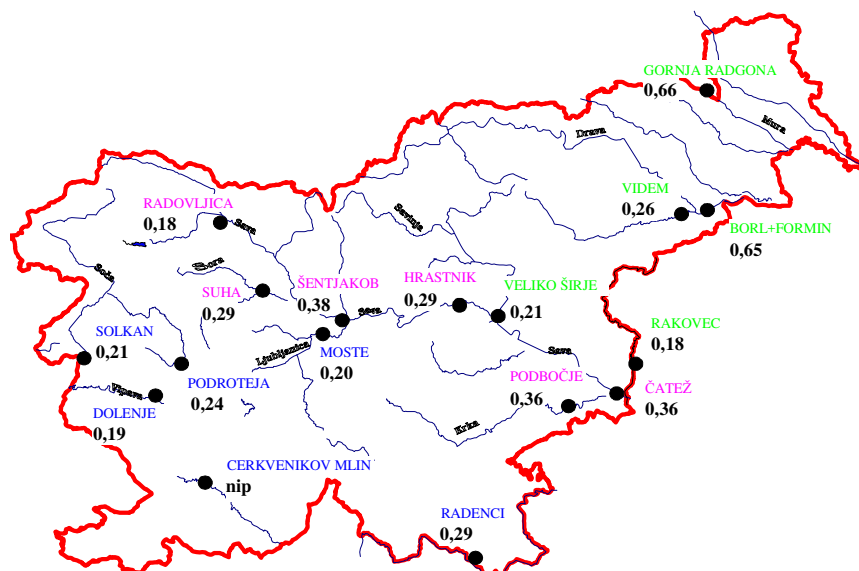 GORNJA RADGONA
0,66
Mura
Drava
VIDEM
0,26
BORL+FORMIN
0,65
RADOVLJICA
0,18
Sava
Savinja
Soča
Sora
SUHA
0,29
ŠENTJAKOB
0,38
Sava
HRASTNIK
0,29
VELIKO ŠIRJE
0,21
SOLKAN
0,21
Ljubljanica
MOSTE
0,20
Sava
RAKOVEC
0,18
PODROTEJA
0,24
Vipava
DOLENJE
0,19
PODBOČJE
0,36
ČATEŽ
0,36
Krka
CERKVENIKOV MLIN
nip
RADENCI
0,29